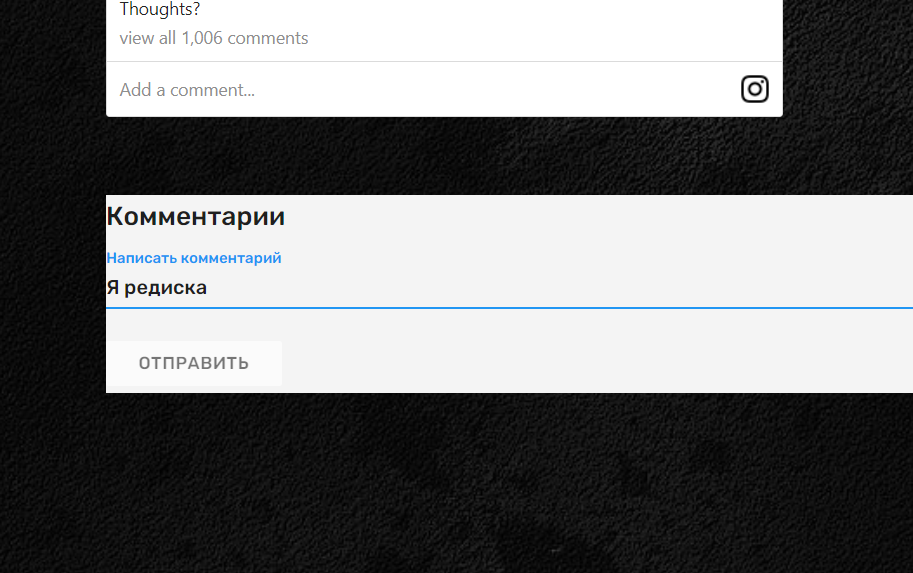 Thoughts?
view all 1,006 comments
Add a comment...
Комментарии
Написать комментарий
Я редиска
ОТПРАВИТЬ